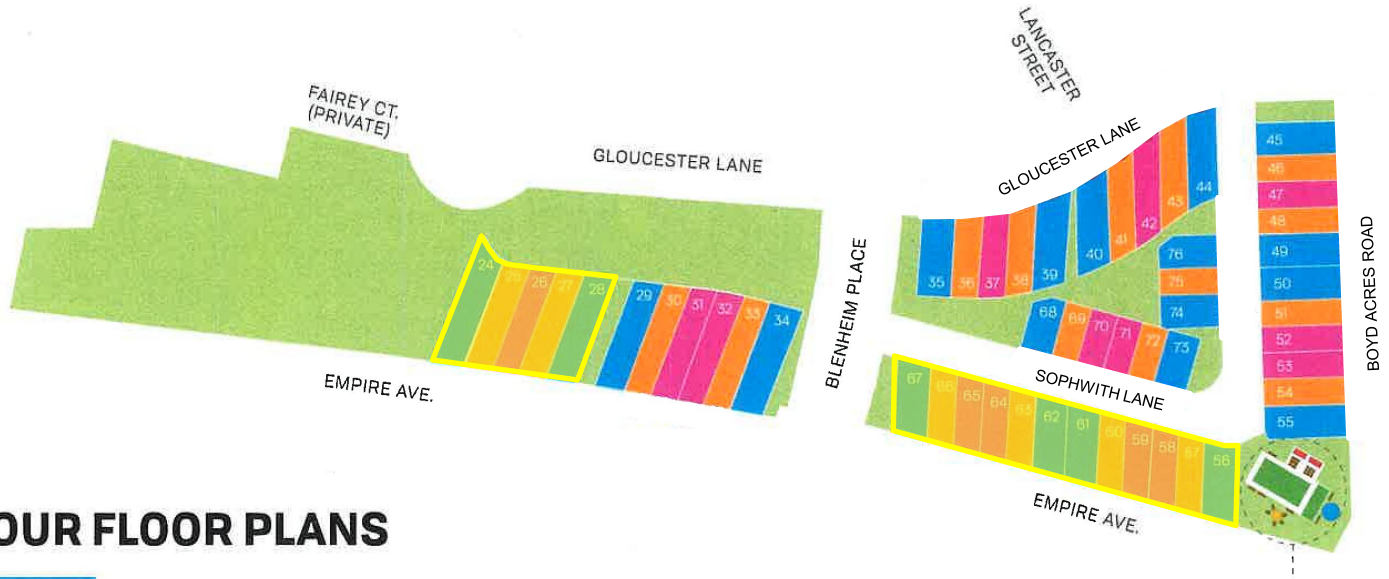 LANCASTER
STREET
FAIREY CT.
(PRIVATE)
GLOUCESTER LANE
GLOUCESTER LANE
BLENHEIM PLACE
BOYD ACRES ROAD
24 25 26 27 28 29 30 31 32 33 34
35 36 37 38 39 40 41 42 43 44
45
46
47
48
49
50
51
52
53
54
55
76
75
74
68 69 70 71 72 73
SOPHWITH LANE
67 66 65 64 63 62 61 60 59 58 57 56
EMPIRE AVE.
EMPIRE AVE.
OUR FLOOR PLANS